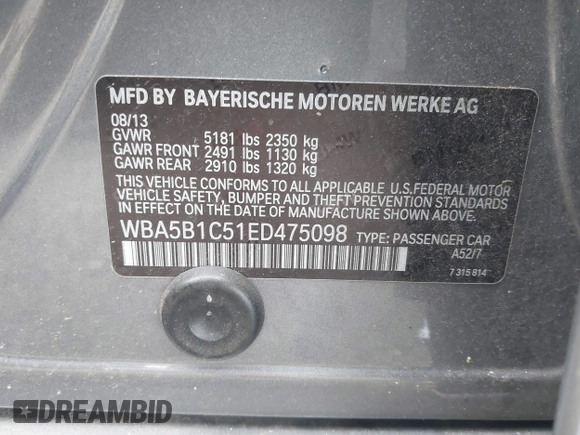 MFD BY BAYERISCHE MOTOREN WERKE AG
08/13
GVWR 5181 lbs 2350 kg
GAWR FRONT 2491 lbs 1130 kg
GAWR REAR 2910 lbs 1320 kg
THIS VEHICLE CONFORMS TO ALL APPLICABLE U.S.FEDERAL MOTOR
VEHICLE SAFETY, BUMPER AND THEFT PREVENTION STANDARDS
IN EFFECT ON THE DATE OF MANUFACTURE SHOWN ABOVE.
WBA5B1C51ED475098 TYPE: PASSENGER CAR
A52/7
7 315 814
DREAMBID